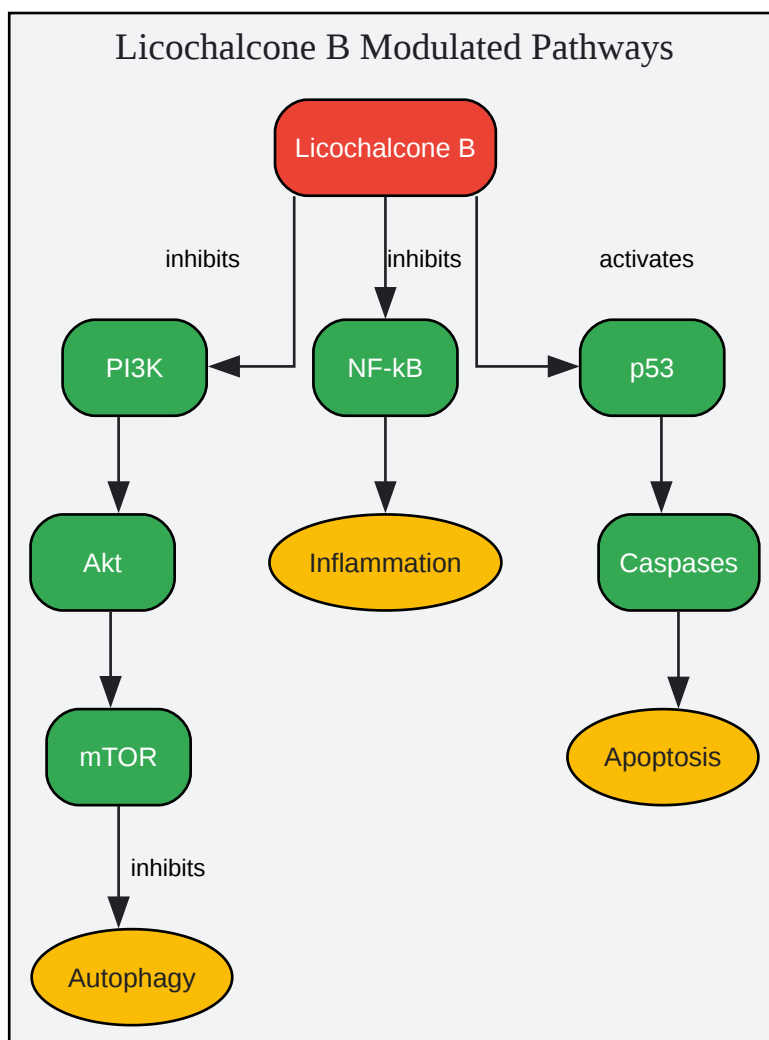 Licochalcone B Modulated Pathways
Licochalcone B
inhibits
inhibits
activates
PI3K
NF-kB
p53
Akt
Inflammation
Caspases
mTOR
Apoptosis
inhibits
Autophagy